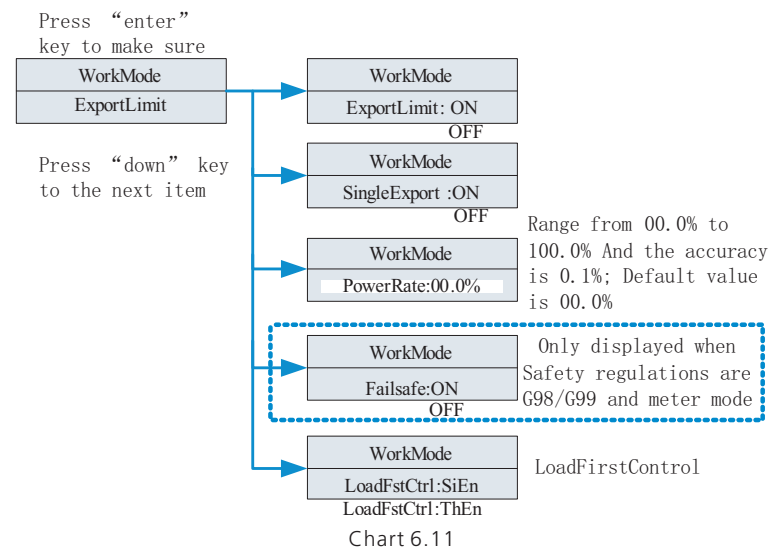 Press “enter”
key to make sure
WorkMode
ExportLimit
Press “down” key
to the next item
WorkMode
ExportLimit: ON
OFF
WorkMode
SingleExport :ON
OFF
WorkMode
PowerRate:00.0%
Range from 00.0% to
100.0% And the accuracy
is 0.1%; Default value
is 00.0%
WorkMode
Failsafe:ON
OFF
Only displayed when
Safety regulations are
G98/G99 and meter mode
WorkMode
LoadFstCtrl:SiEn
LoadFstCtrl:ThEn
LoadFirstControl
Chart 6.11